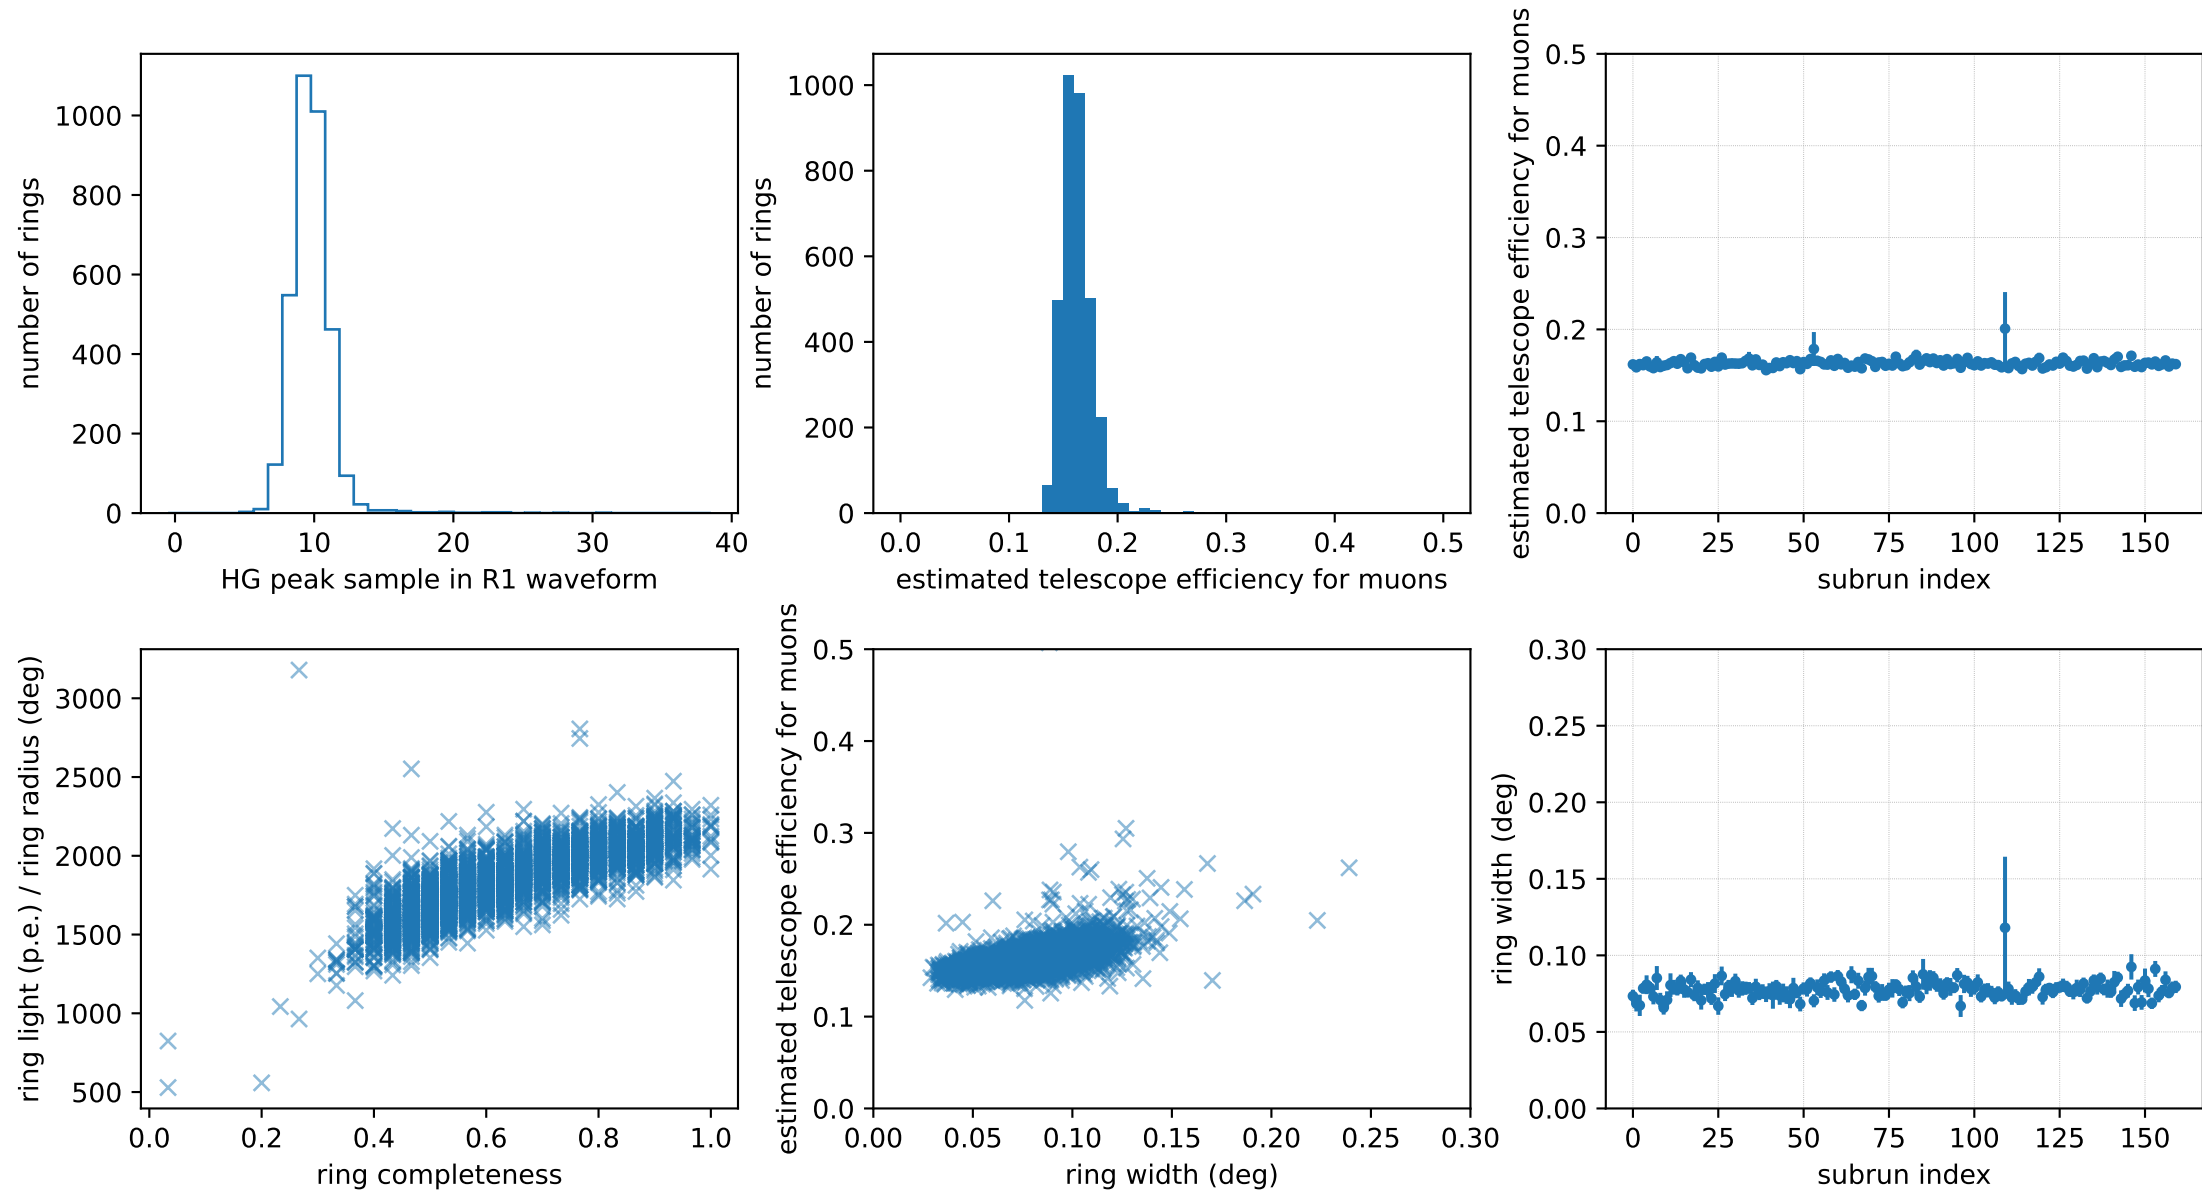 number of rings
1000
800
600
400
200
0
0 10 20 30 40
HG peak sample in R1 waveform
number of rings
1000
800
600
400
200
0
0.0 0.1 0.2 0.3 0.4 0.5
estimated telescope efficiency for muons
estimated telescope efficiency for muons
0.5
0.4
0.3
0.2
0.1
0.0
0 25 50 75 100 125 150
subrun index
ring light (p.e.) / ring radius (deg)
3000
2500
2000
1500
1000
500
0.0 0.2 0.4 0.6 0.8 1.0
ring completeness
estimated telescope efficiency for muons
0.5
0.4
0.3
0.2
0.1
0.0
0.00 0.05 0.10 0.15 0.20 0.25 0.30
ring width (deg)
ring width (deg)
0.30
0.25
0.20
0.15
0.10
0.05
0.00
0 25 50 75 100 125 150
subrun index